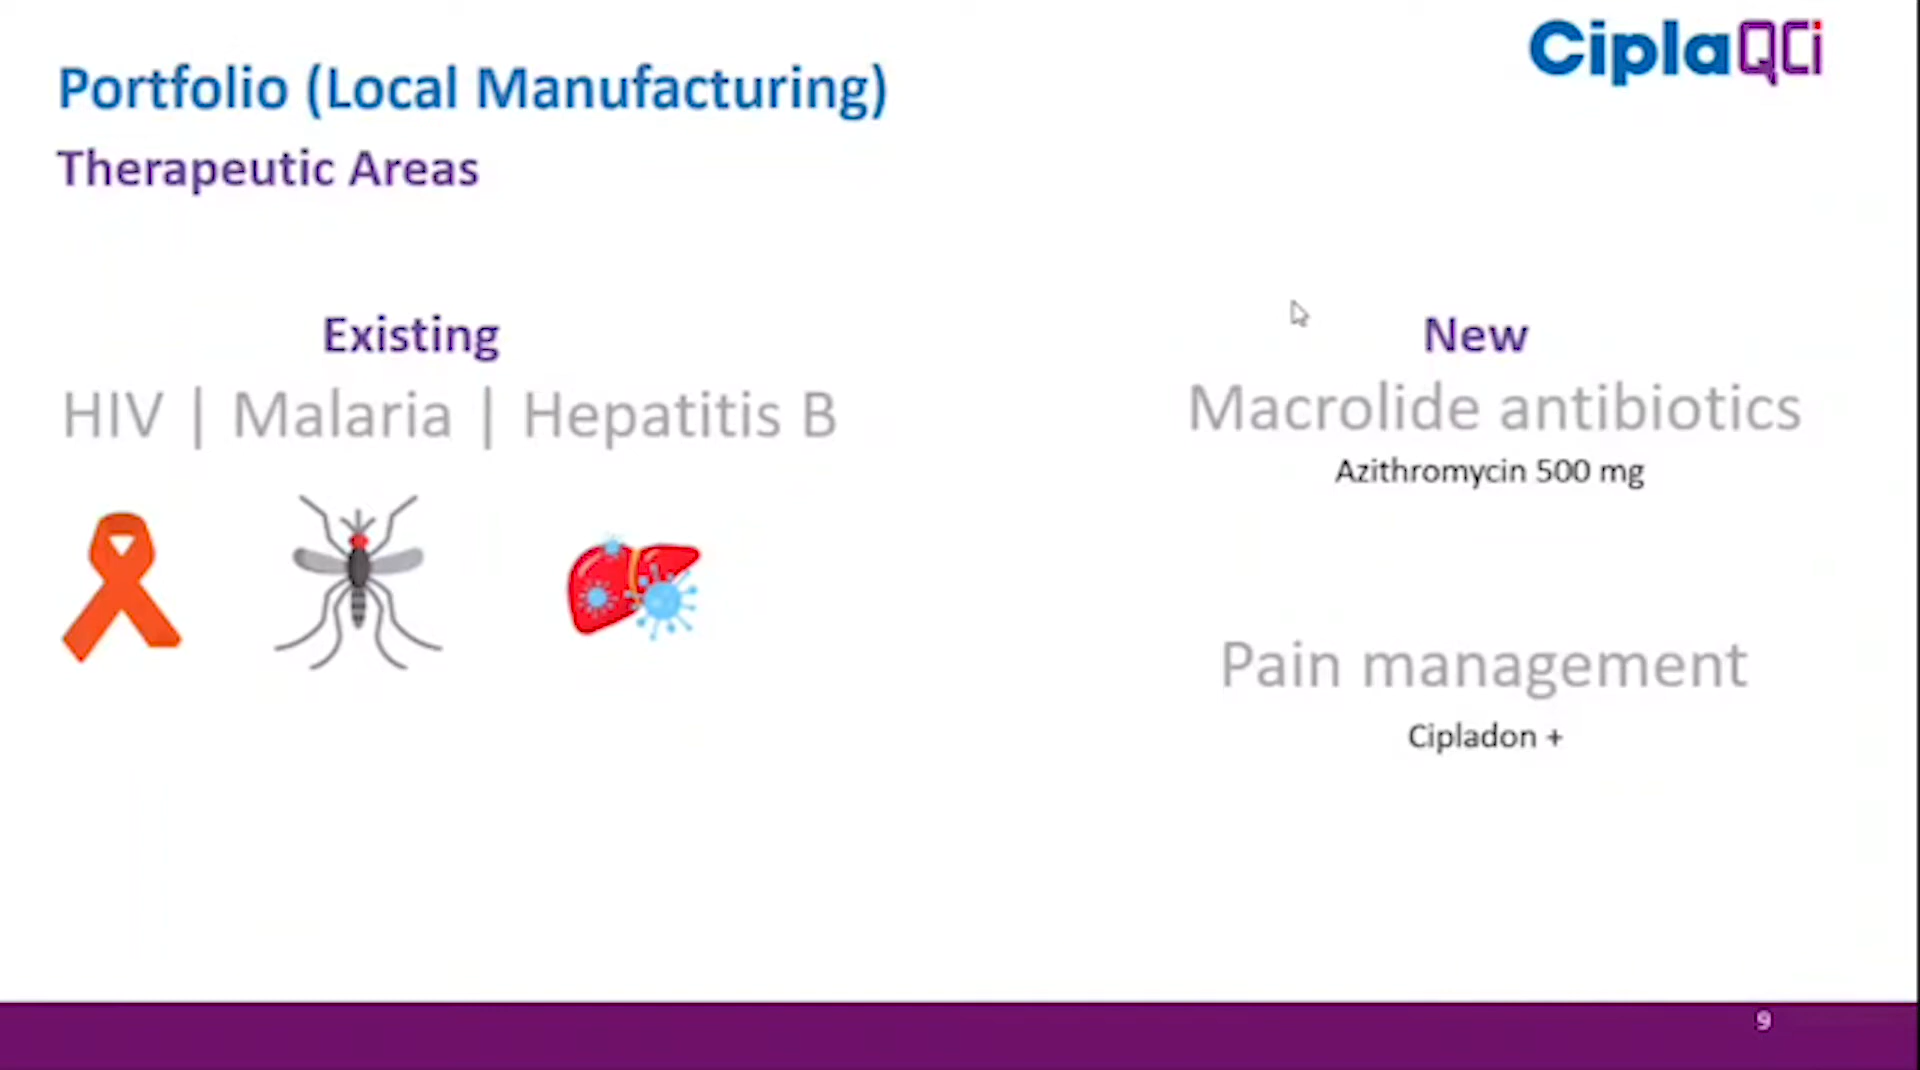 CiplaQCi
Portfolio (Local Manufacturing)
Therapeutic Areas
Existing
HIV | Malaria | Hepatitis B
New
Macrolide antibiotics
Azithromycin 500 mg
Pain management
Cipladon +
9